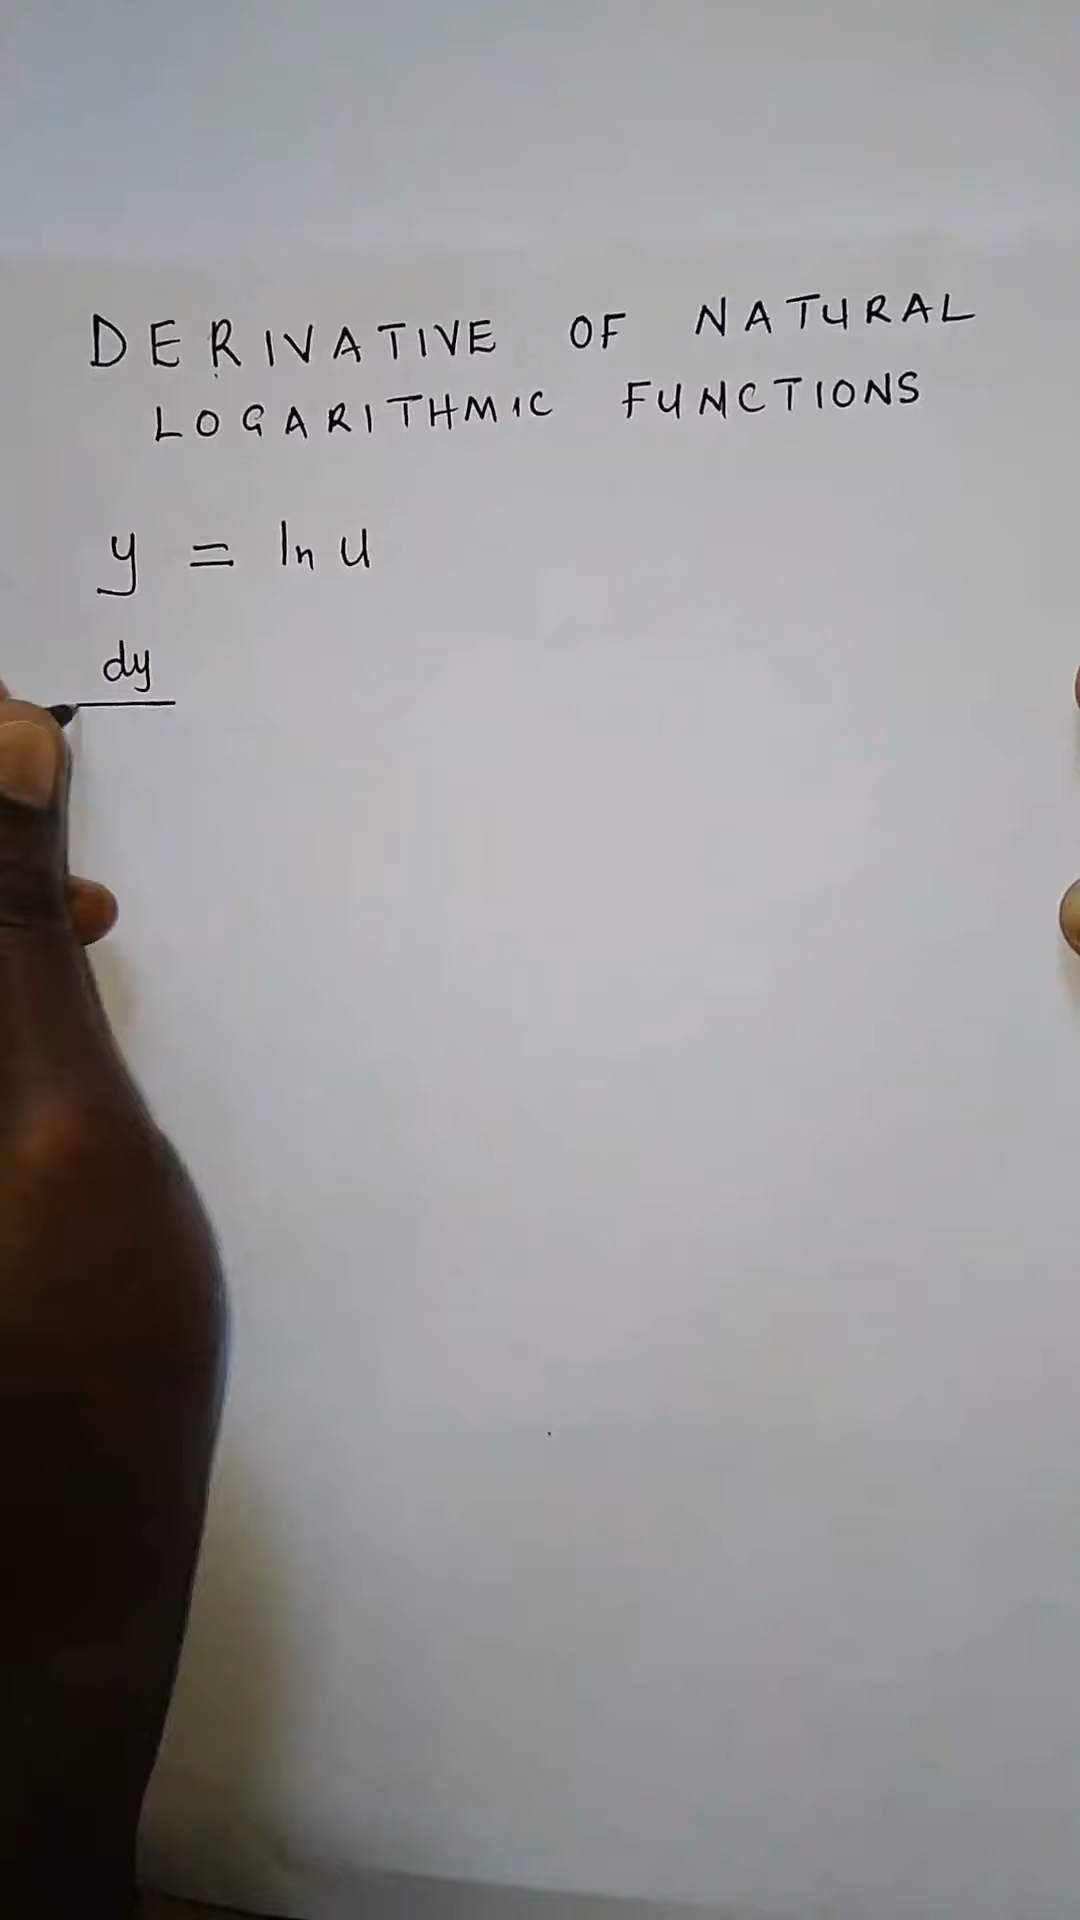 DERIVATIVE OF NATURAL
LOGARITHMIC FUNCTIONS
y = ln u
dy